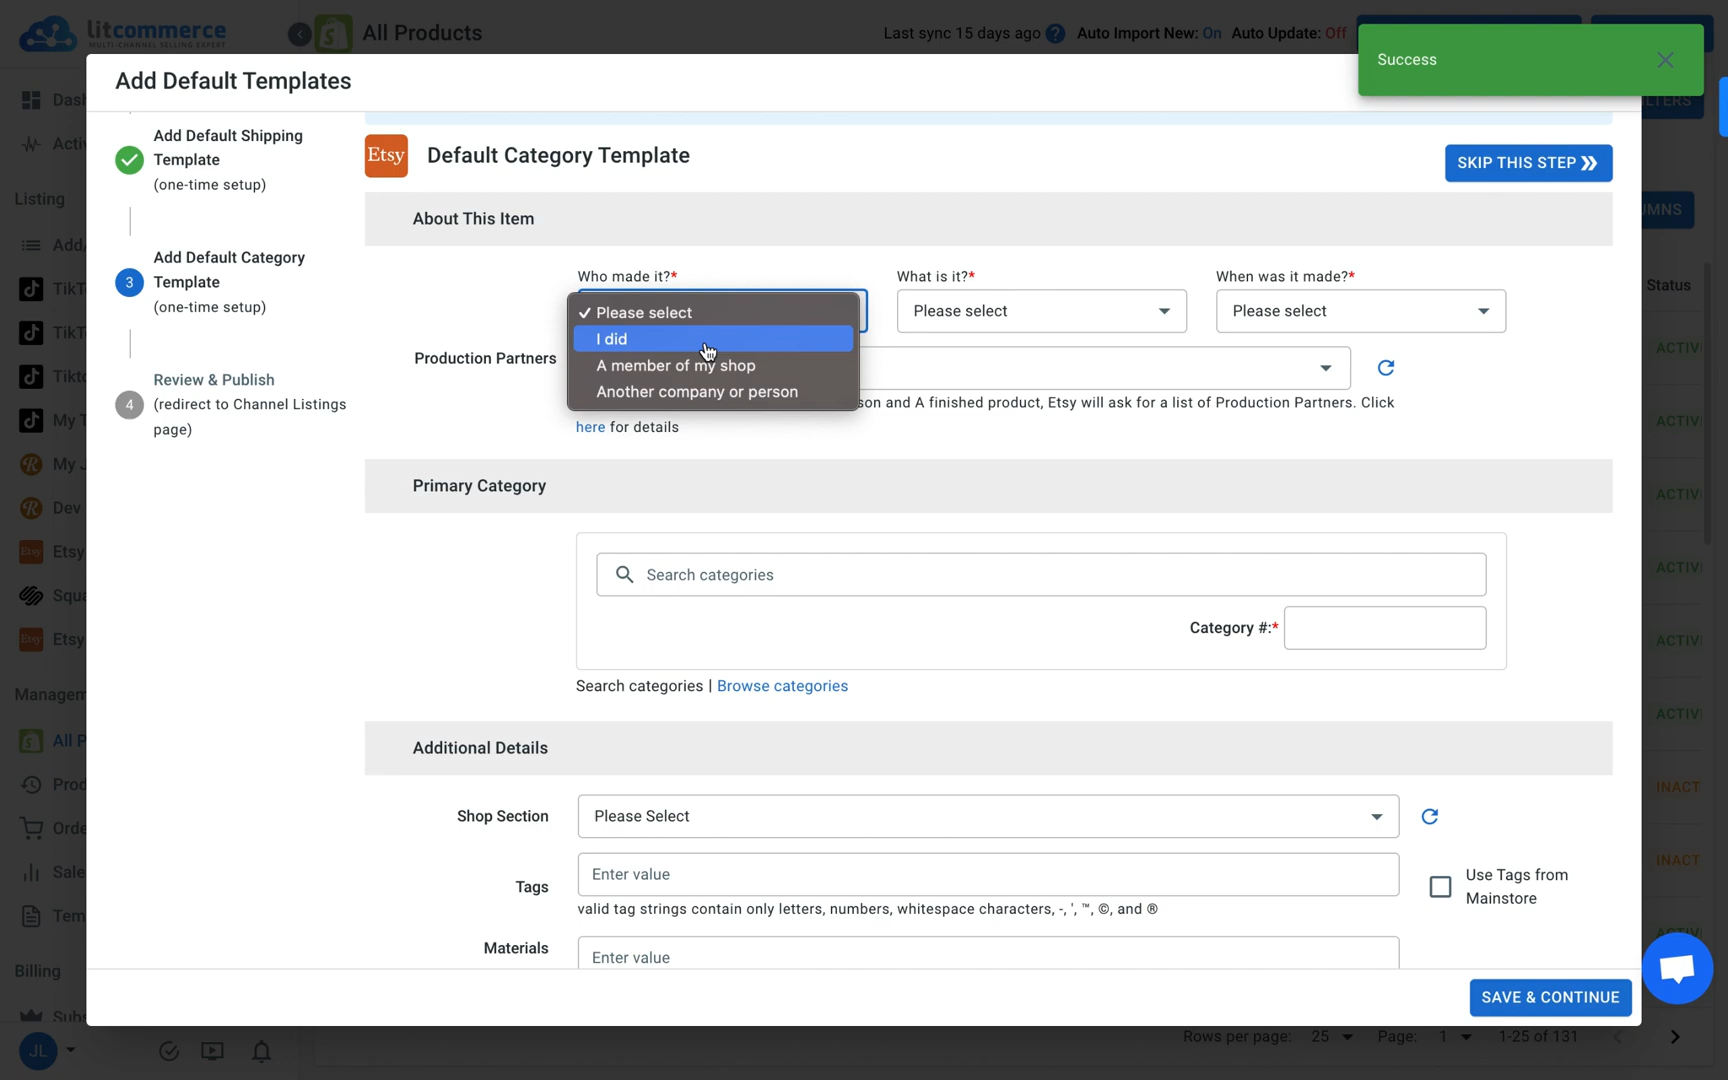 litcommerce
MULTI-CHANNEL SELLING EXPERT
All Products
Last sync 15 days ago ? Auto Import New: On Auto Update: Off
Success
Add Default Templates
Add Default Shipping
Template
(one-time setup)
3
Add Default Category
Template
(one-time setup)
4
Review & Publish
(redirect to Channel Listings
page)
Etsy
Default Category Template
SKIP THIS STEP
About This Item
Who made it?*
What is it?*
When was it made?*
✓ Please select
I did
A member of my shop
Another company or person
Please select
Please select
Production Partners
son and A finished product, Etsy will ask for a list of Production Partners. Click
here for details
Primary Category
Search categories
Category #:*
Search categories | Browse categories
Additional Details
Shop Section
Please Select
Tags
Enter value
valid tag strings contain only letters, numbers, whitespace characters, -, ', ™, ©, and ®
Use Tags from
Mainstore
Materials
Enter value
SAVE & CONTINUE
Dash
Activ
Listing
Add/
TikT
TikT
Tikt
My T
My J
Dev
Etsy Etsy
Squa
Etsy Etsy
Managem
All P
Prod
Orde
Sale
Tem
Billing
Subs
JL
LTERS
UMNS
Status
ACTIV
ACTIV
ACTIV
ACTIV
ACTIV
ACTIV
INACT
INACT
ACTIV
Rows per page: 25 Page: 1 1-25 of 131